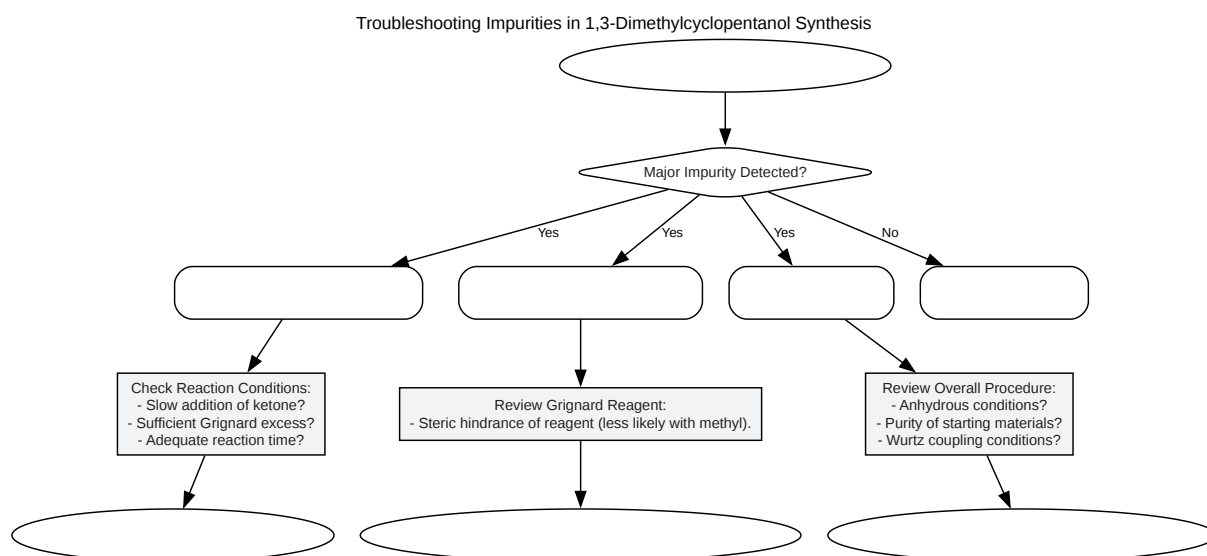 Troubleshooting Impurities in 1,3-Dimethylcyclopentanol Synthesis
Major Impurity Detected?
Yes
Yes
Yes
No
Check Reaction Conditions:
- Slow addition of ketone?
- Sufficient Grignard excess?
- Adequate reaction time?
Review Grignard Reagent:
- Steric hindrance of reagent (less likely with methyl).
Review Overall Procedure:
- Anhydrous conditions?
- Purity of starting materials?
- Wurtz coupling conditions?